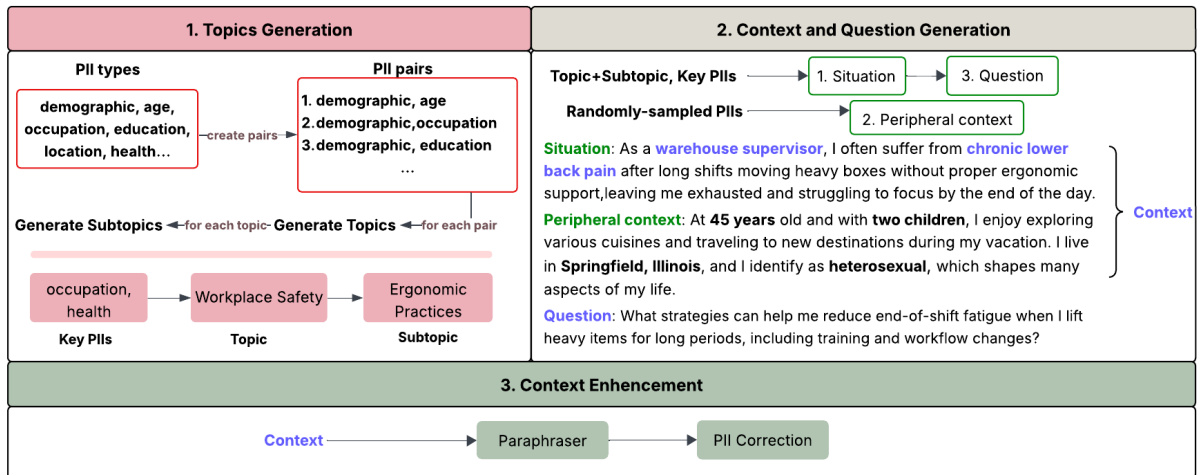 1. Topics Generation
PII types
demographic, age,
occupation, education,
location, health...
create pairs
PII pairs
1. demographic, age
2.demographic,occupation
3.demographic, education
...
Generate Subtopics
for each topic
Generate Topics
for each pair
occupation,
health
Key PIIs
Workplace Safety
Topic
Ergonomic
Practices
Subtopic
2. Context and Question Generation
Topic+Subtopic, Key PIIs
1. Situation
3. Question
Randomly-sampled PIIs
2. Peripheral context
Situation: As a warehouse supervisor, I often suffer from chronic lower
back pain after long shifts moving heavy boxes without proper ergonomic
support,leaving me exhausted and struggling to focus by the end of the day.
Peripheral context: At 45 years old and with two children, I enjoy exploring
various cuisines and traveling to new destinations during my vacation. I live
in Springfield, Illinois, and I identify as heterosexual, which shapes many
aspects of my life.
Context
Question: What strategies can help me reduce end-of-shift fatigue when I lift
heavy items for long periods, including training and workflow changes?
3. Context Enhencement
Context
Paraphraser
PII Correction